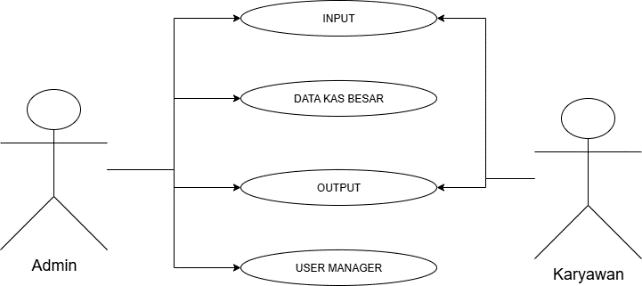 INPUT
DATA KAS BESAR
OUTPUT
USER MANAGER
Admin
Karyawan